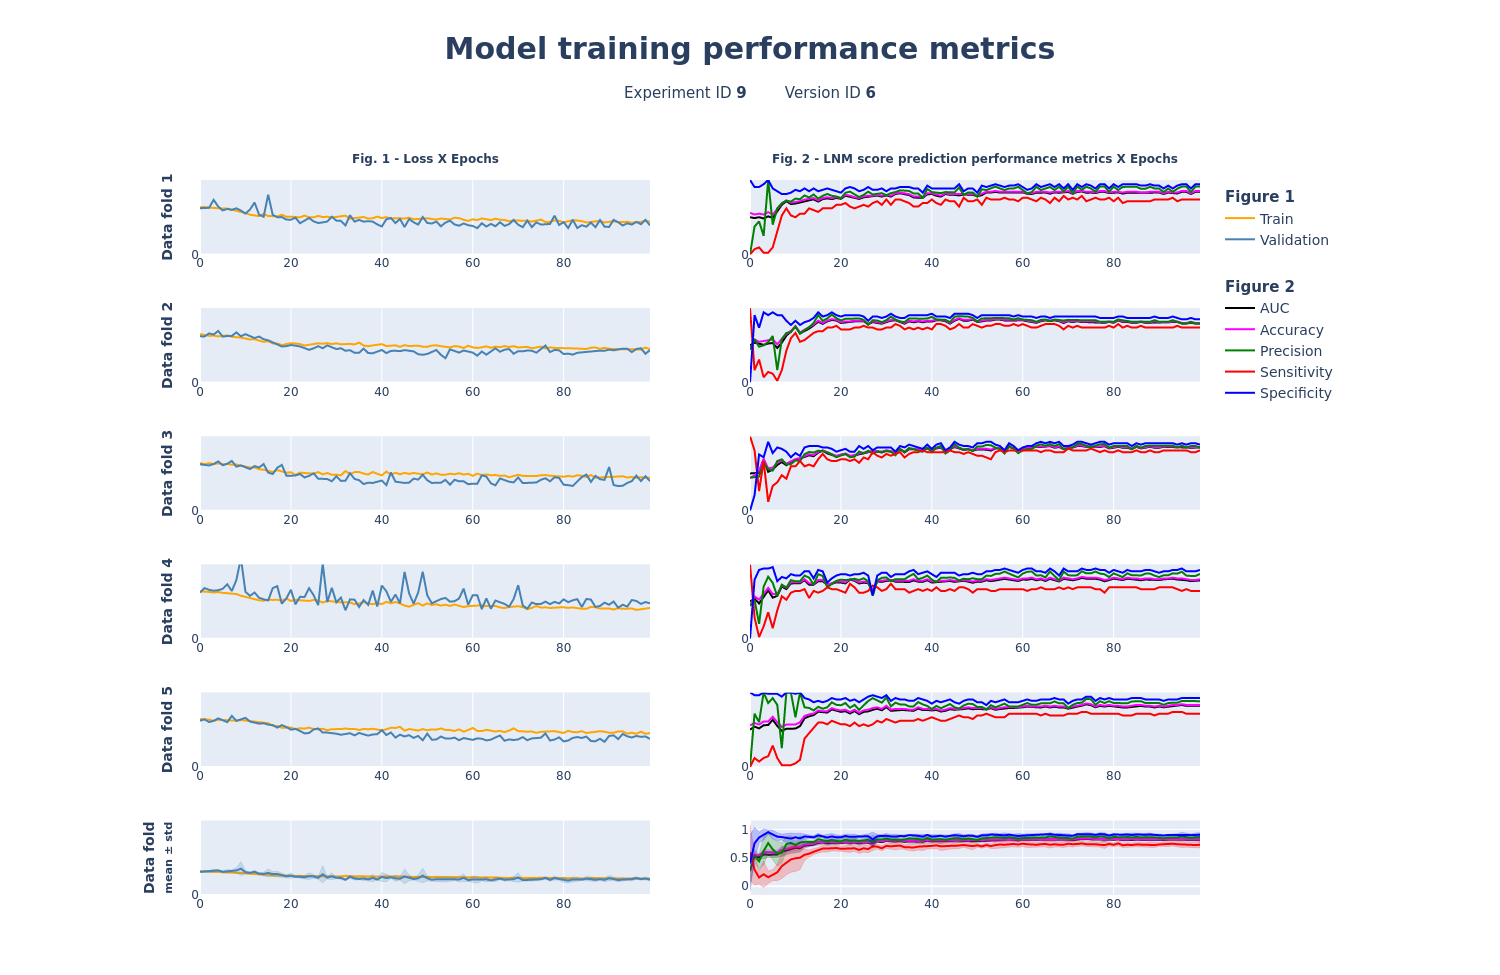 Model training performance metrics
Experiment ID 9 Version ID 6
Fig. 1 - Loss X Epochs
Fig. 2 - LNM score prediction performance metrics X Epochs
Data fold 1
0
0 20 40 60 80
0
0 20 40 60 80
Data fold 2
0
0 20 40 60 80
0
0 20 40 60 80
Data fold 3
0
0 20 40 60 80
0
0 20 40 60 80
Data fold 4
0
0 20 40 60 80
0
0 20 40 60 80
Data fold 5
0
0 20 40 60 80
0
0 20 40 60 80
Data fold
mean ± std
0
0 20 40 60 80
1
0.5
0
0 20 40 60 80
Figure 1
Train
Validation
Figure 2
AUC
Accuracy
Precision
Sensitivity
Specificity